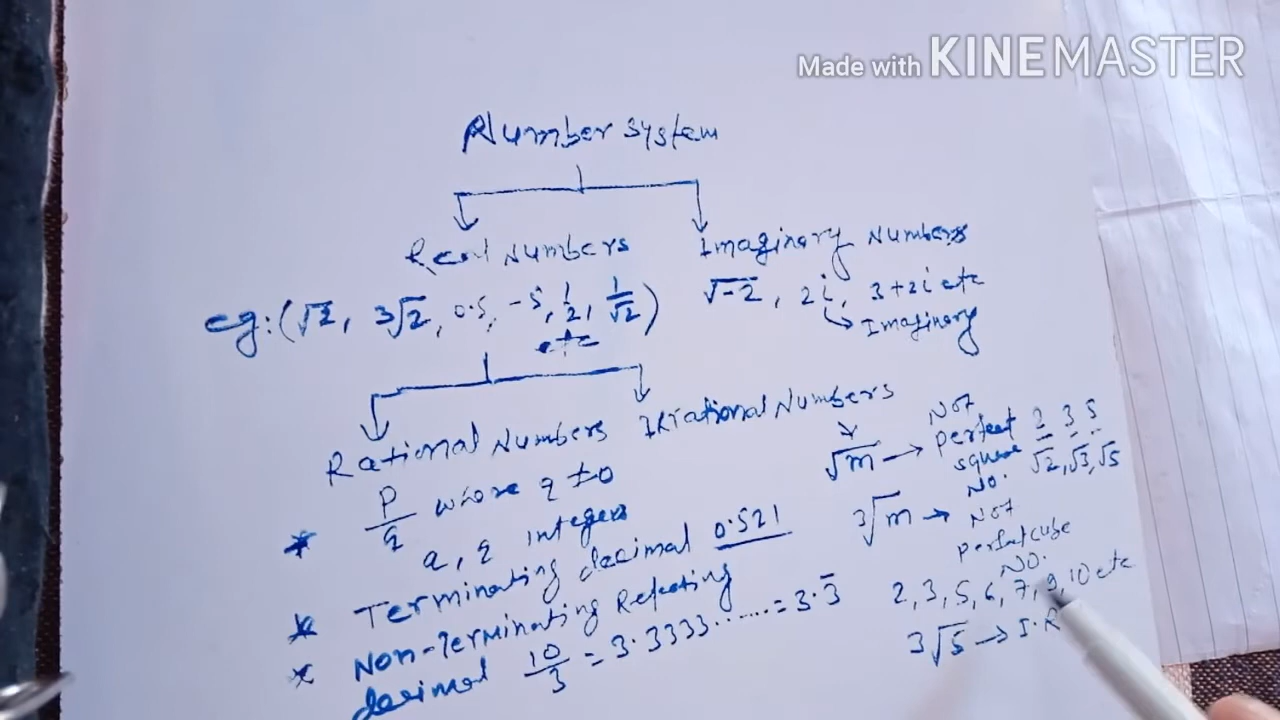 Made with KINEMASTER
Number system
Real Numbers
Imaginary Numbers
eg: (√2, 3√2, 0.5, -5, 1/2, 1/√2) etc
√-2, 2i, 3+2i etc
Imaginary
Rational Numbers
Irrational Numbers
* P/q where q ≠ 0
a, q integers
* Terminating decimal 0.521
* Non-Terminating Repeating
decimal 10/3 = 3.3333...... = 3.3̅
√m → Not
perfect
square
No.
2 3 5
√2, √3, √5
3√m → Not
perfect cube
No.
2, 3, 5, 6, 7, 9, 10 etc
3√5 → I.R